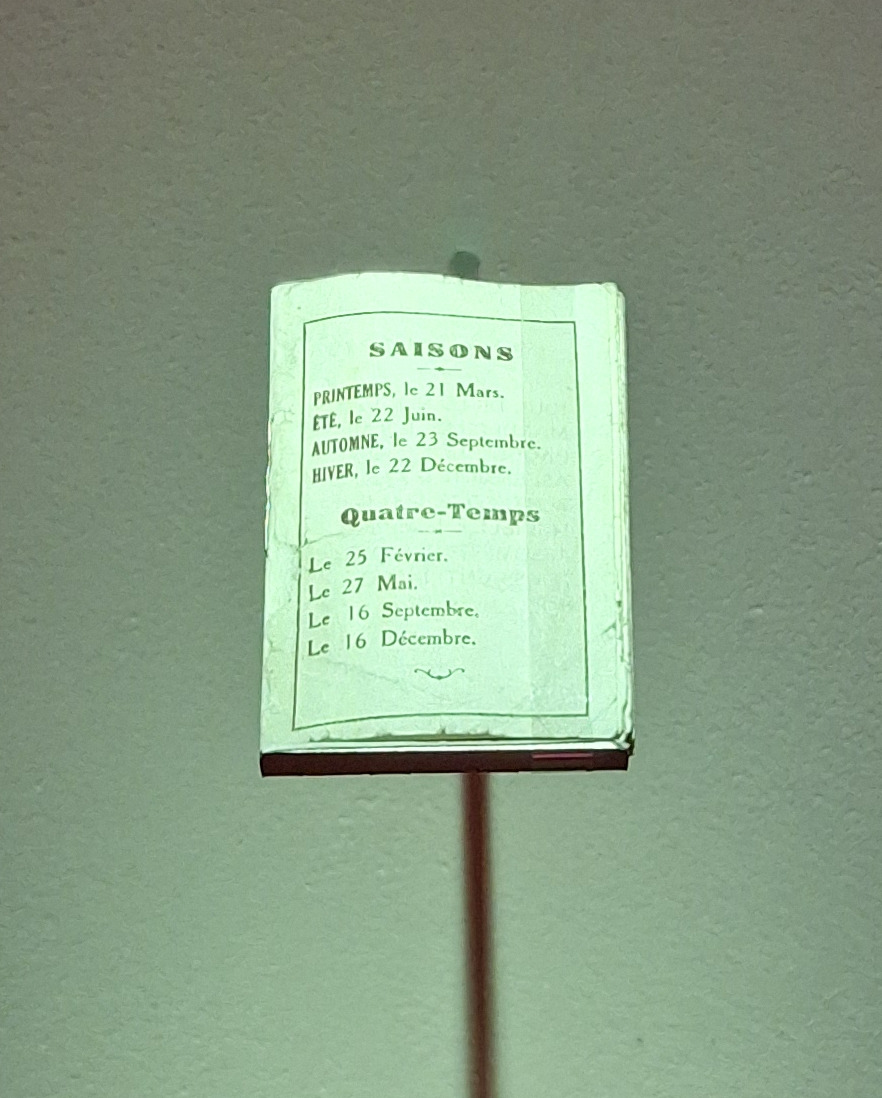 SAISONS
PRINTEMPS, le 21 Mars.
ÉTÉ, le 22 Juin.
AUTOMNE, le 23 Septembre.
HIVER, le 22 Décembre.
Quatre-Temps
Le 25 Février.
Le 27 Mai.
Le 16 Septembre.
Le 16 Décembre.